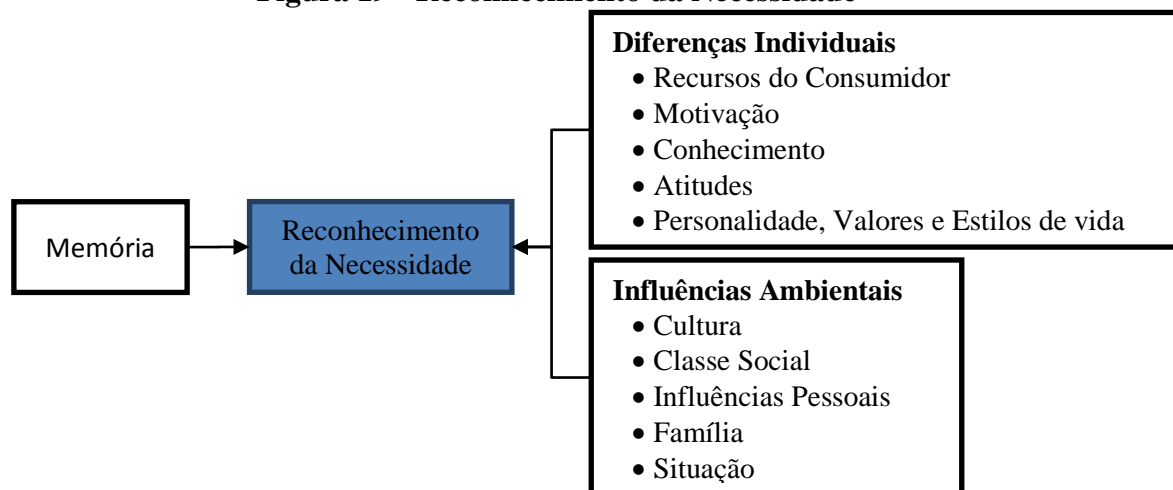 Memória
Reconhecimento
da Necessidade
Diferenças Individuais
• Recursos do Consumidor
• Motivação
• Conhecimento
• Atitudes
• Personalidade, Valores e Estilos de vida
Influências Ambientais
• Cultura
• Classe Social
• Influências Pessoais
• Família
• Situação